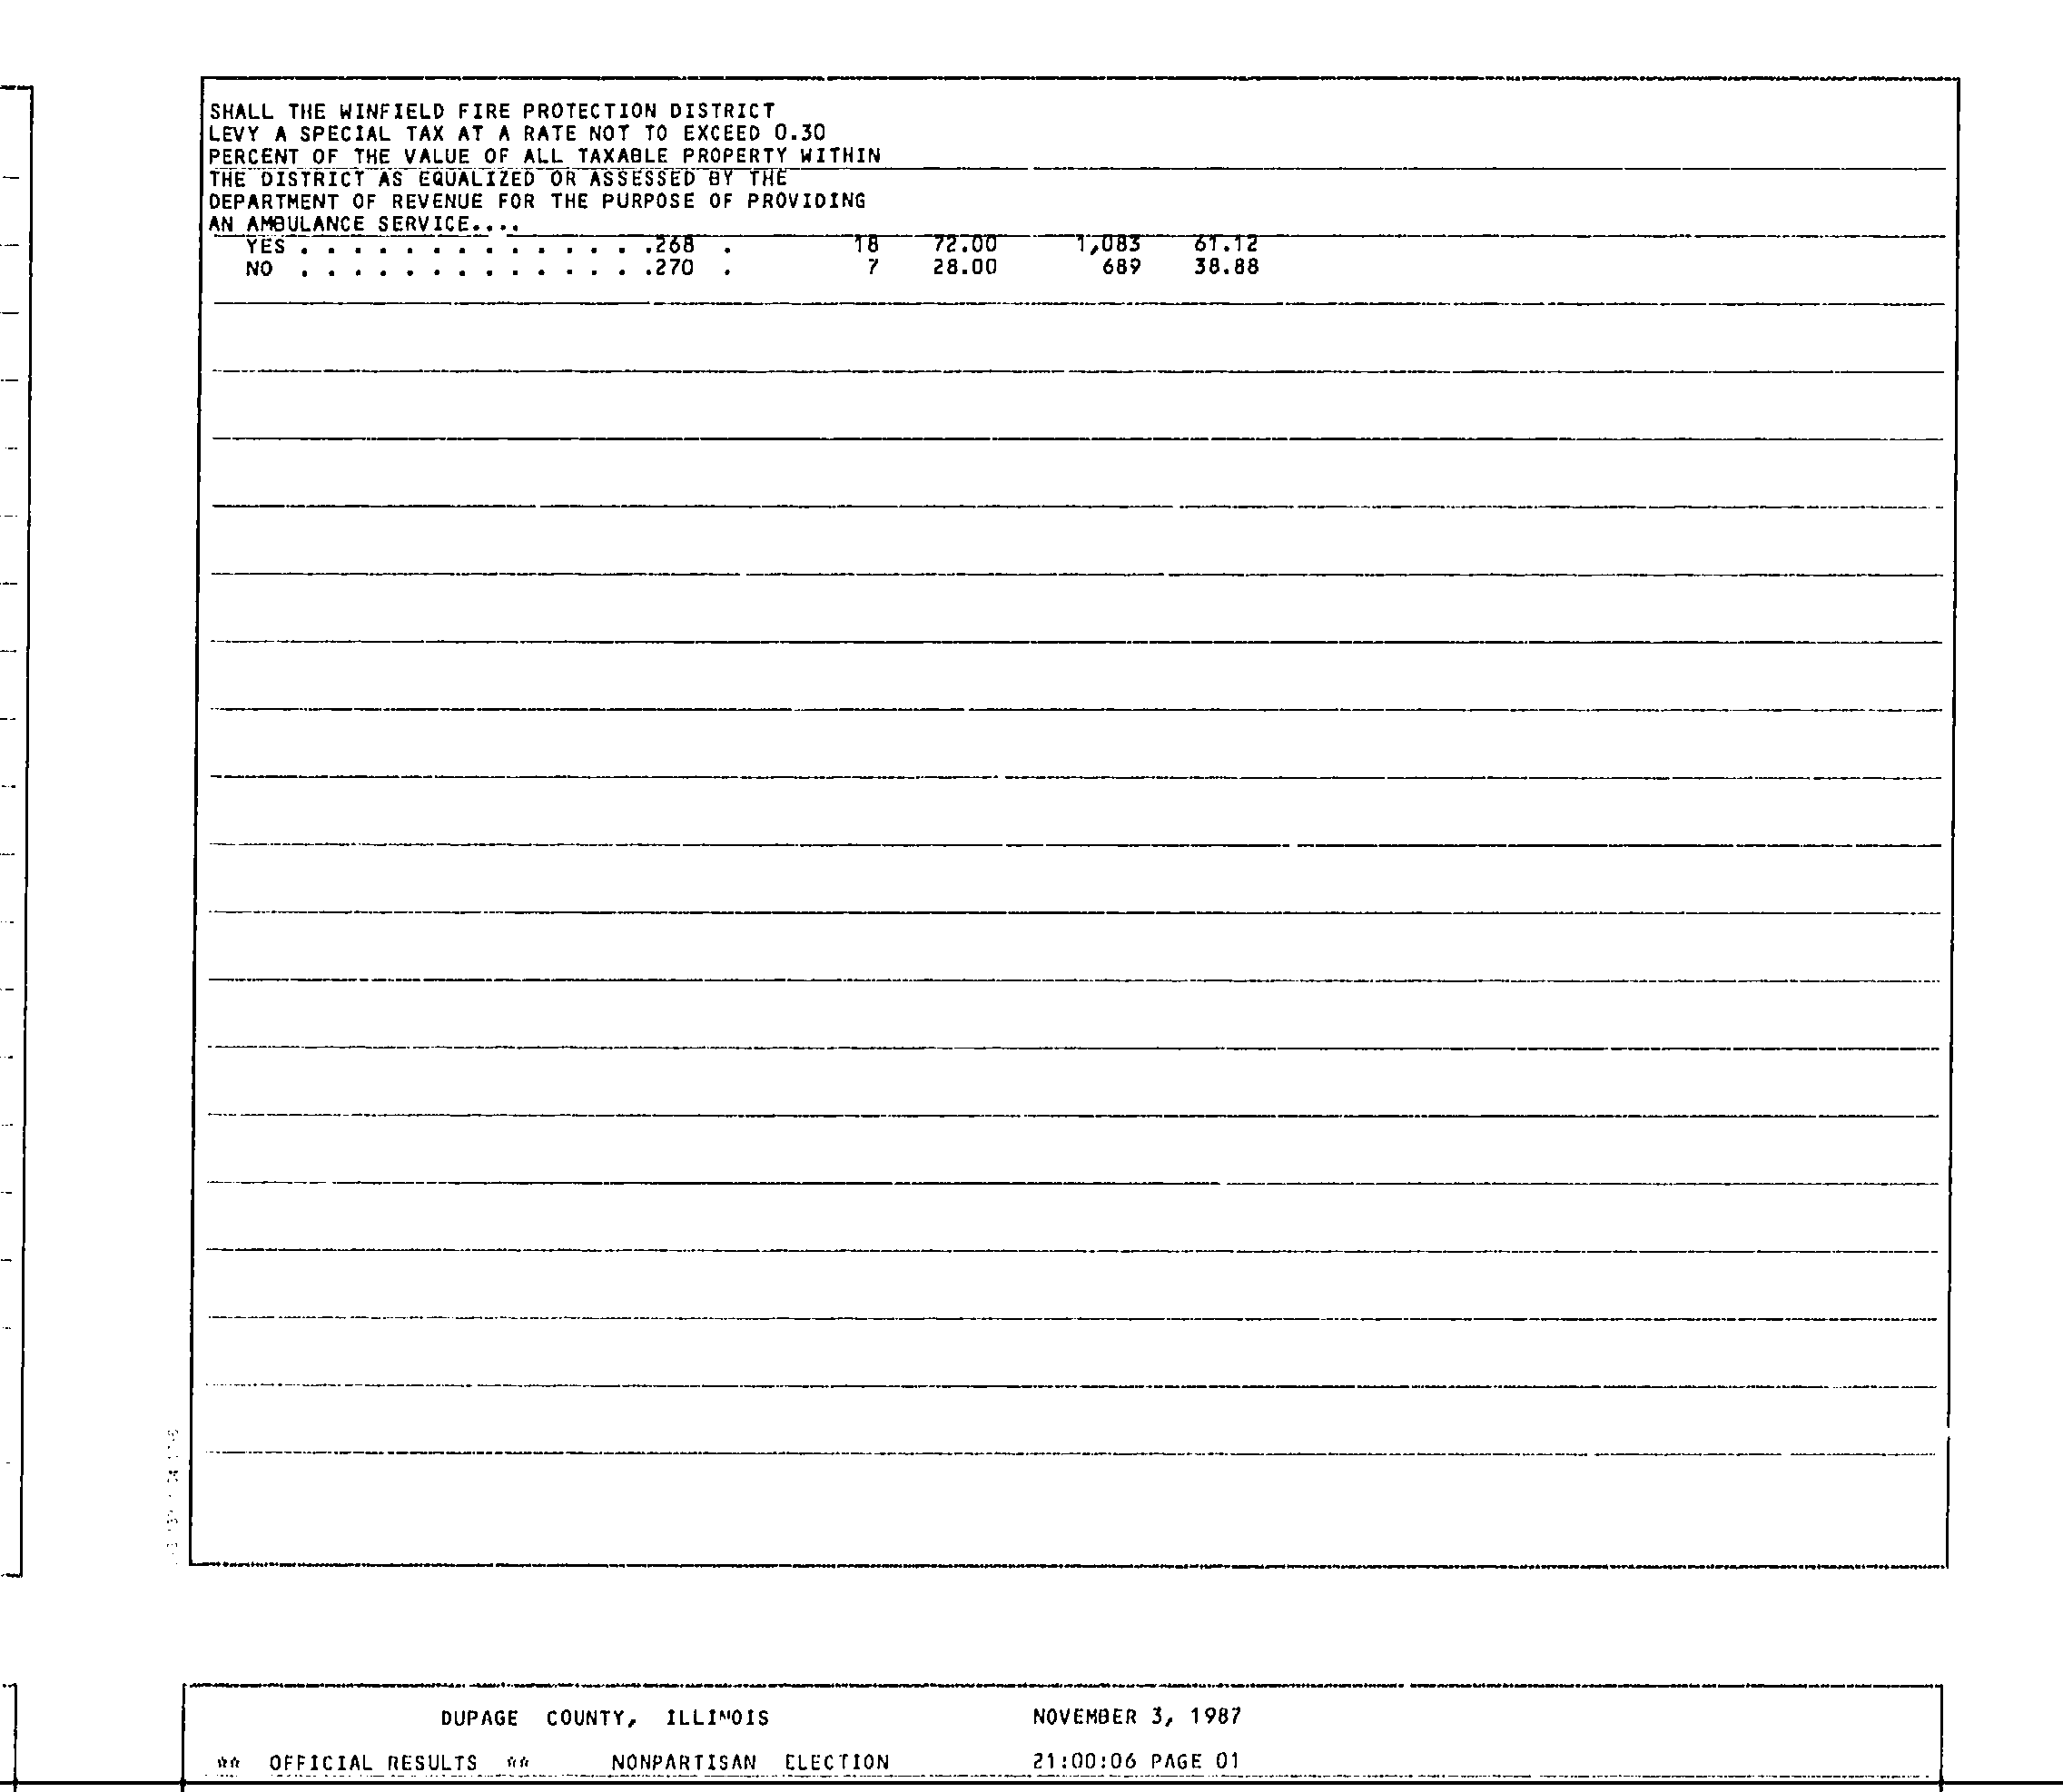 SHALL THE WINFIELD FIRE PROTECTION DISTRICT
LEVY A SPECIAL TAX AT A RATE NOT TO EXCEED 0.30
PERCENT OF THE VALUE OF ALL TAXABLE PROPERTY WITHIN
THE DISTRICT AS EQUALIZED OR ASSESSED BY THE
DEPARTMENT OF REVENUE FOR THE PURPOSE OF PROVIDING
AN AMBULANCE SERVICE....
YES . . . . . . . . . . . . . .268 . 18 72.00 1,083 61.12
NO . . . . . . . . . . . . . .270 . 7 28.00 689 38.88
DUPAGE COUNTY, ILLINOIS NOVEMBER 3, 1987
** OFFICIAL RESULTS ** NONPARTISAN ELECTION 21:00:06 PAGE 01